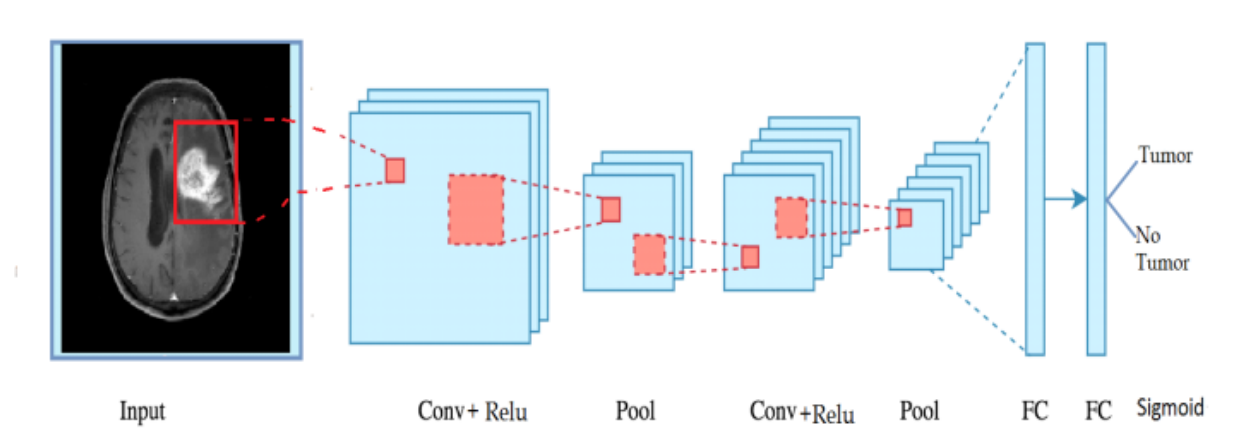 Tumor
No
Tumor
Input
Conv+ Relu
Pool
Conv+Relu
Pool
FC
FC
Sigmoid